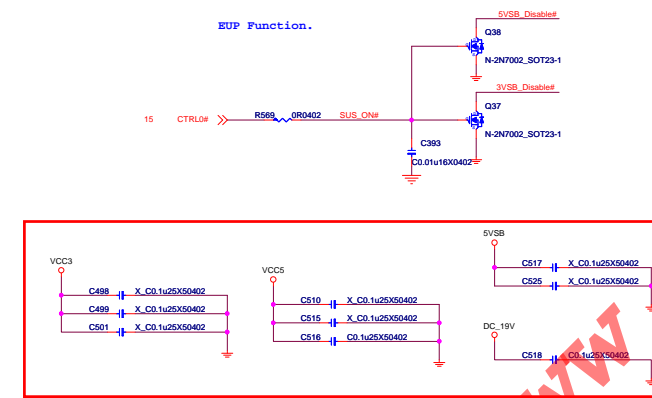 EUP Function.
5VSB_Disable#
Q38
N-2N7002_SOT23-1
3VSB_Disable#
Q37
N-2N7002_SOT23-1
15 CTRL0# R569 0R0402 SUS_ON#
C393
C0.01u16X0402
5VSB
C517 X_C0.1u25X50402
C525 X_C0.1u25X50402
VCC3
C498 X_C0.1u25X50402
C499 X_C0.1u25X50402
C501 X_C0.1u25X50402
VCC5
C510 X_C0.1u25X50402
C515 X_C0.1u25X50402
C516 C0.1u25X50402
DC_19V
C518 C0.1u25X50402